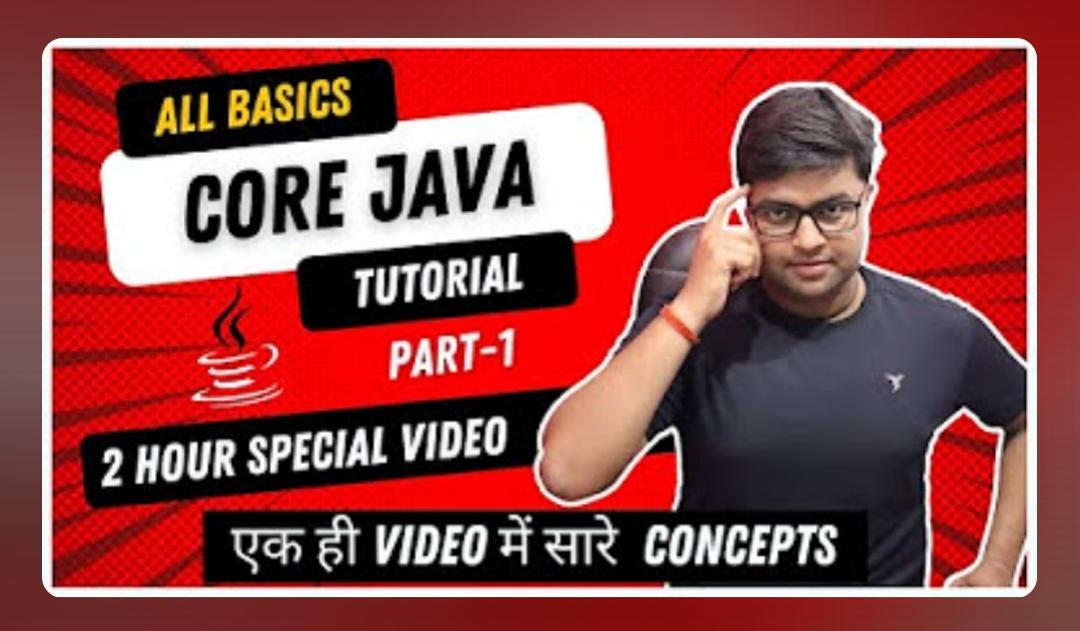 ALL BASICS
CORE JAVA
TUTORIAL
PART-1
2 HOUR SPECIAL VIDEO
एक ही VIDEO में सारे CONCEPTS